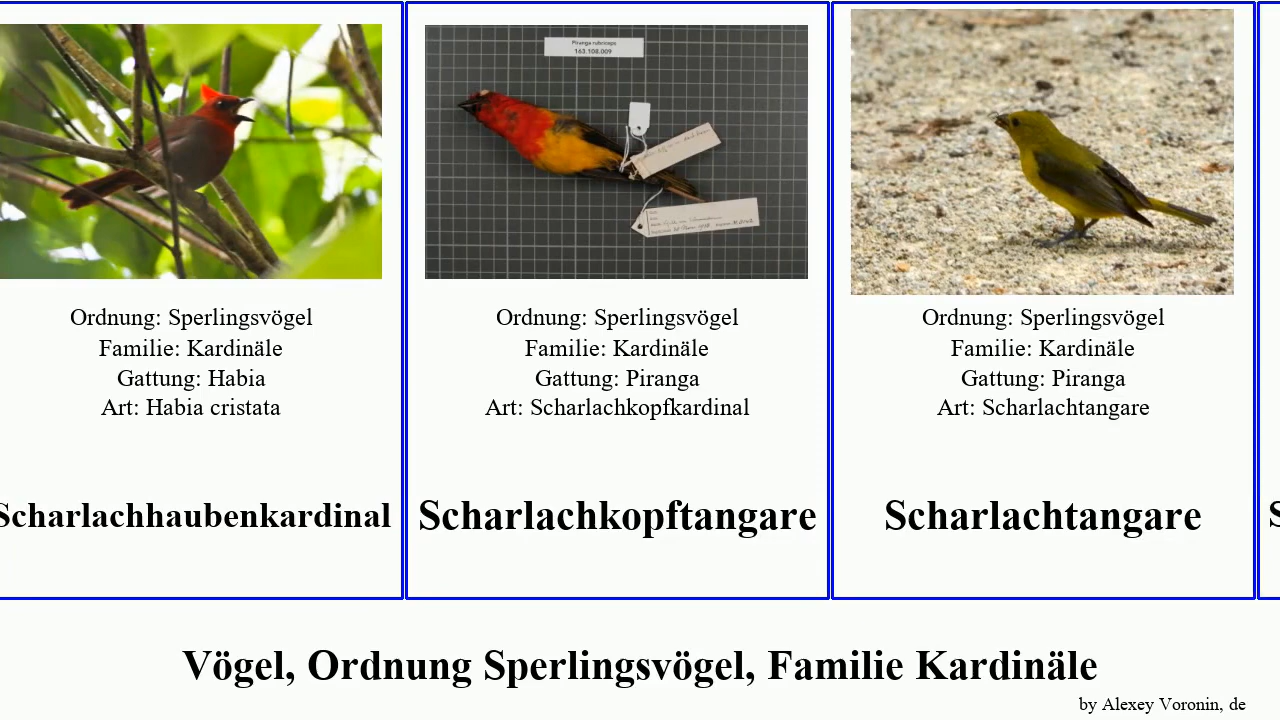 Piranga rubriceps
163.108.009
Ordnung: Sperlingsvögel
Familie: Kardinäle
Gattung: Habia
Art: Habia cristata
Scharlachhaubenkardinal
Ordnung: Sperlingsvögel
Familie: Kardinäle
Gattung: Piranga
Art: Scharlachkopfkardinal
Scharlachkopftangare
Ordnung: Sperlingsvögel
Familie: Kardinäle
Gattung: Piranga
Art: Scharlachtangare
Scharlachtangare
S
Vögel, Ordnung Sperlingsvögel, Familie Kardinäle
by Alexey Voronin, de